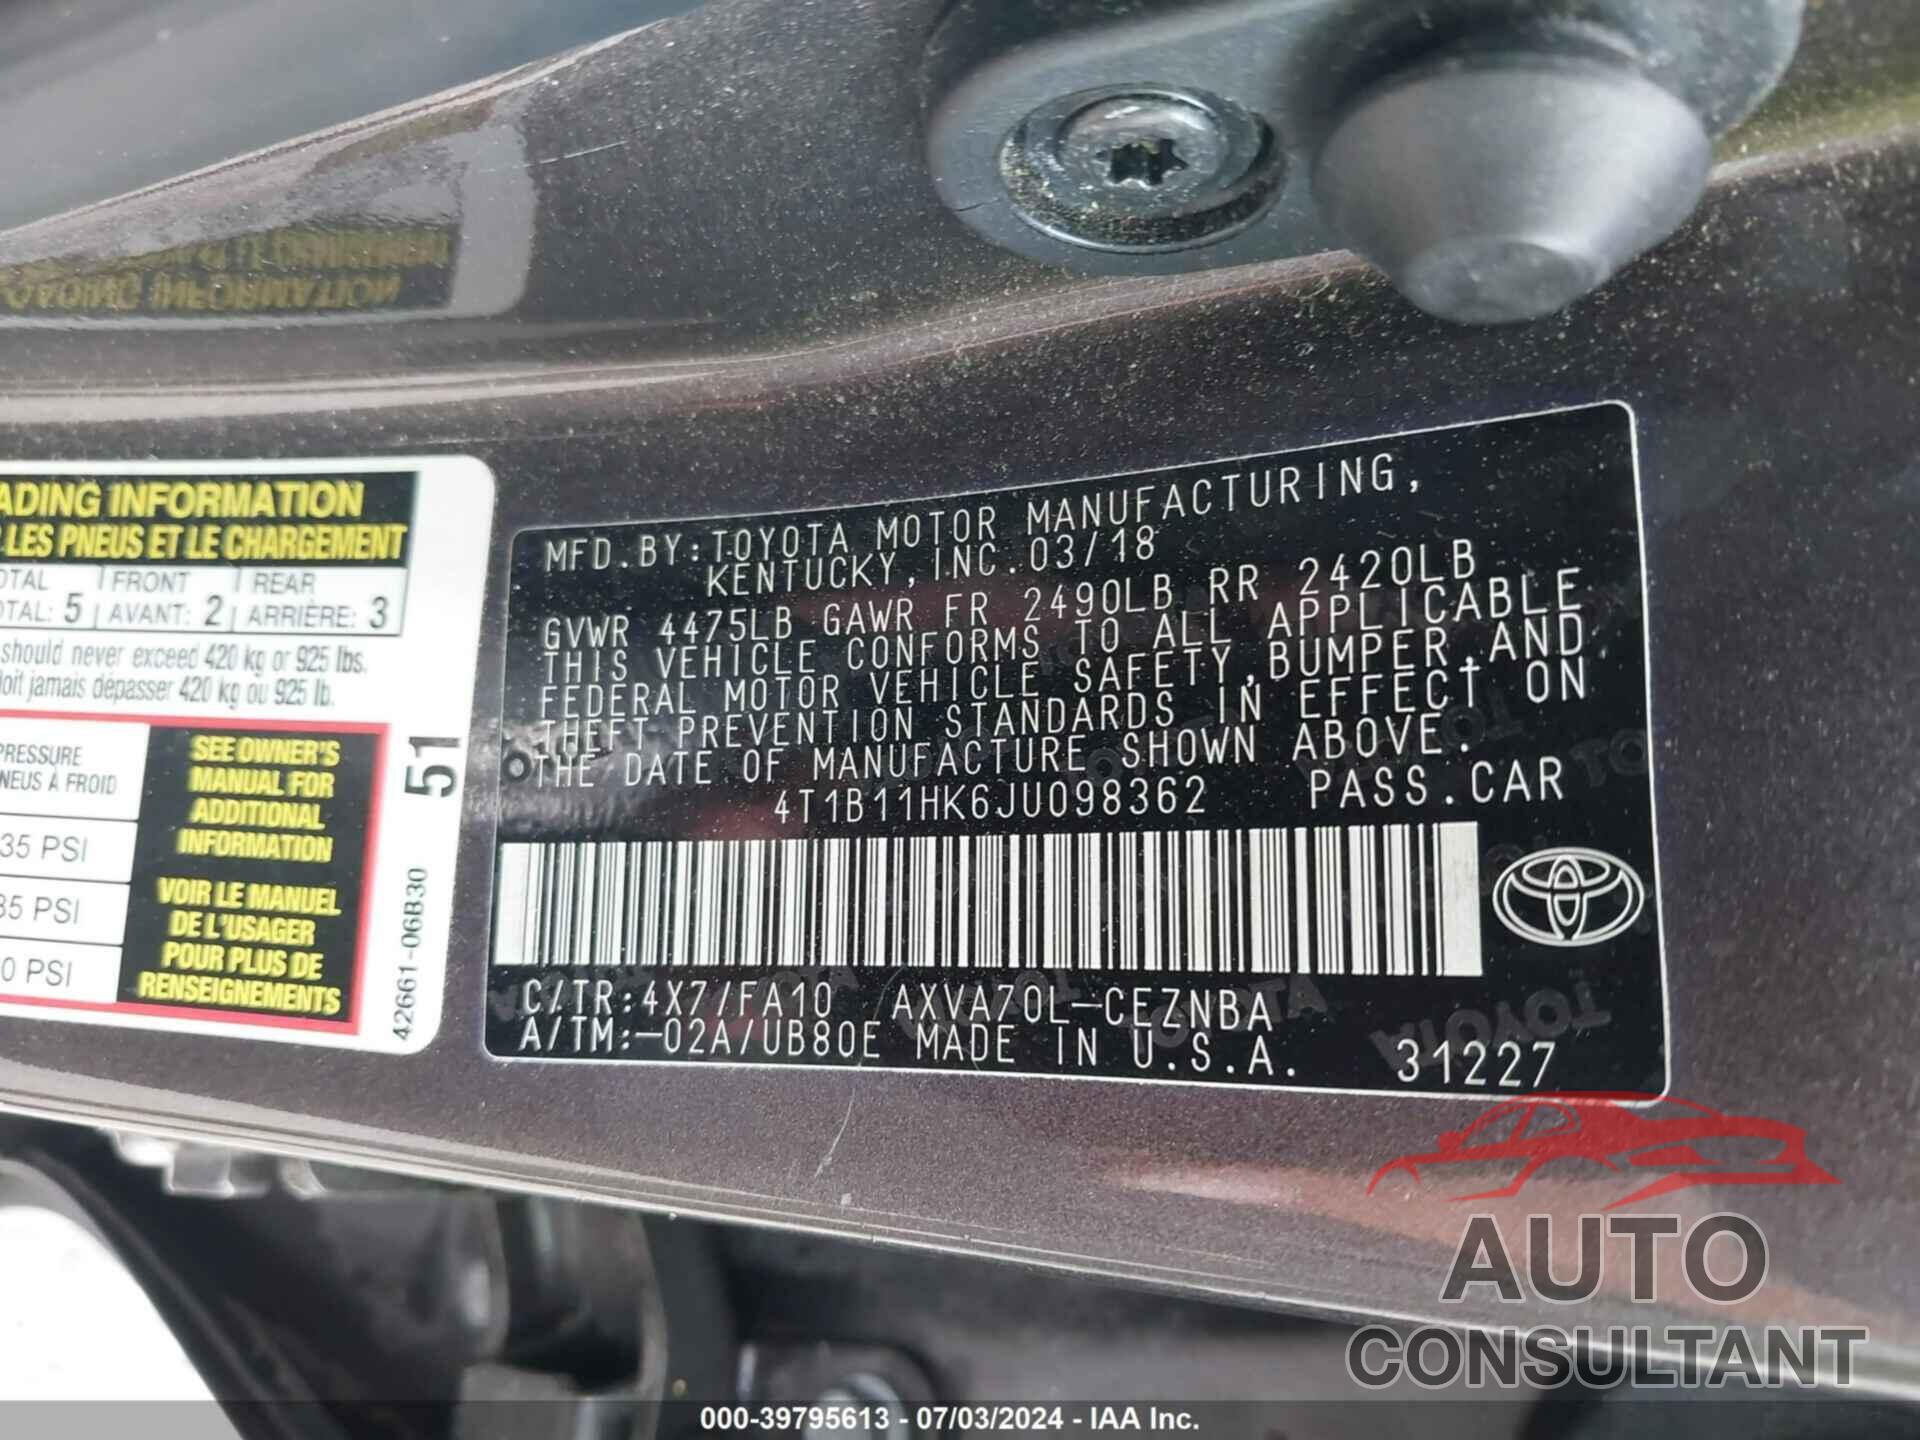 ADING INFORMATION
LES PNEUS ET LE CHARGEMENT
OTAL FRONT REAR
OTAL: 5 AVANT: 2 ARRIÈRE: 3
should never exceed 420 kg or 925 lbs.
oit jamais dépasser 420 kg ou 925 lb.
PRESSURE
NEUS À FROID
35 PSI
35 PSI
0 PSI
SEE OWNER'S
MANUAL FOR
ADDITIONAL
INFORMATION
VOIR LE MANUEL
DE L'USAGER
POUR PLUS DE
RENSEIGNEMENTS
51
42661-06B30
MFD.BY:TOYOTA MOTOR MANUFACTURING,
KENTUCKY,INC.03/18
GVWR 4475LB GAWR FR 2490LB RR 2420LB
THIS VEHICLE CONFORMS TO ALL APPLICABLE
FEDERAL MOTOR VEHICLE SAFETY,BUMPER,AND
THEFT PREVENTION STANDARDS IN EFFECT ON
THE DATE OF MANUFACTURE SHOWN ABOVE.
4T1B11HK6JU098362 PASS.CAR
C/TR:4X7/FA10 AXVA70L-CEZNBA
A/TM:-02A/UB80E MADE IN U.S.A. 31227
AUTO
CONSULTANT
000-39795613 - 07/03/2024 - IAA Inc.